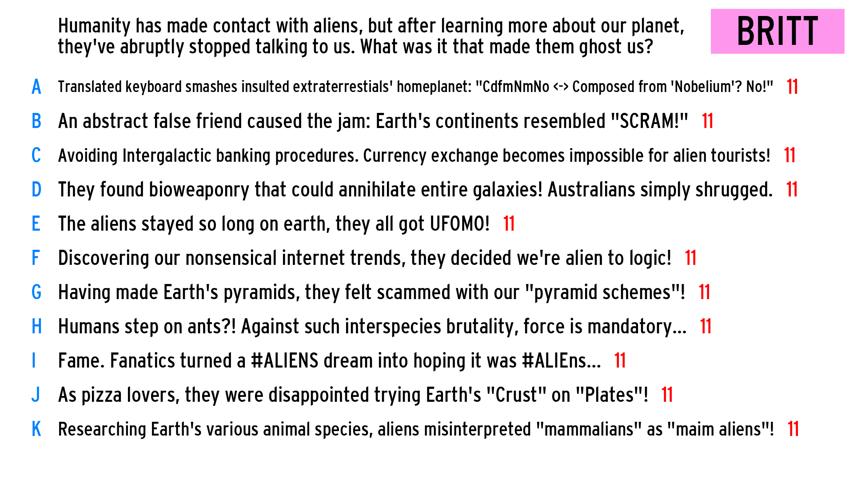 Humanity has made contact with aliens, but after learning more about our planet,
they've abruptly stopped talking to us. What was it that made them ghost us?
BRITT
A Translated keyboard smashes insulted extraterrestials' homeplanet: "CdfmNmNo <-> Composed from 'Nobelium'? No!" 11
B An abstract false friend caused the jam: Earth's continents resembled "SCRAM!" 11
C Avoiding Intergalactic banking procedures. Currency exchange becomes impossible for alien tourists! 11
D They found bioweaponry that could annihilate entire galaxies! Australians simply shrugged. 11
E The aliens stayed so long on earth, they all got UFOMO! 11
F Discovering our nonsensical internet trends, they decided we're alien to logic! 11
G Having made Earth's pyramids, they felt scammed with our "pyramid schemes"! 11
H Humans step on ants?! Against such interspecies brutality, force is mandatory... 11
I Fame. Fanatics turned a #ALIENS dream into hoping it was #ALIEns... 11
J As pizza lovers, they were disappointed trying Earth's "Crust" on "Plates"! 11
K Researching Earth's various animal species, aliens misinterpreted "mammalians" as "maim aliens"! 11